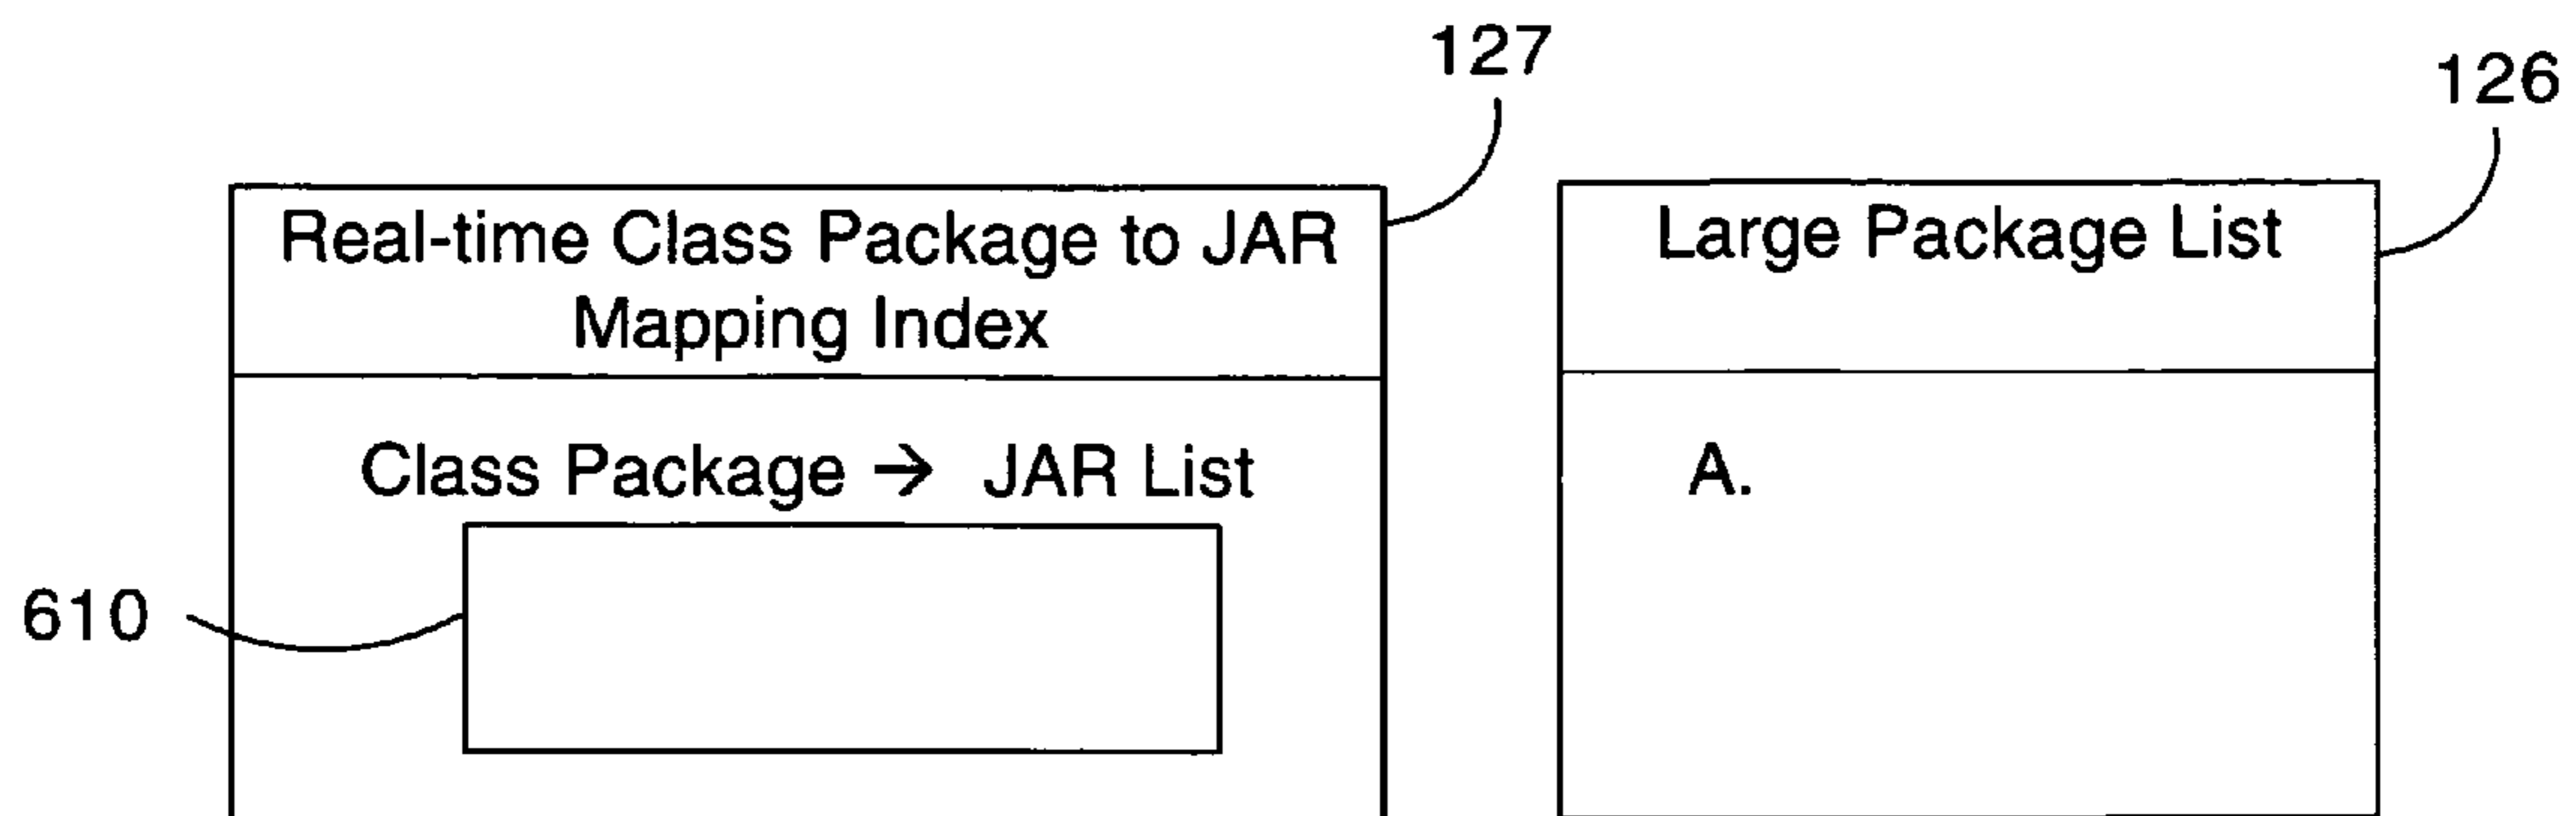 127
126
Real-time Class Package to JAR
Mapping Index
Large Package List
Class Package → JAR List
A.
610